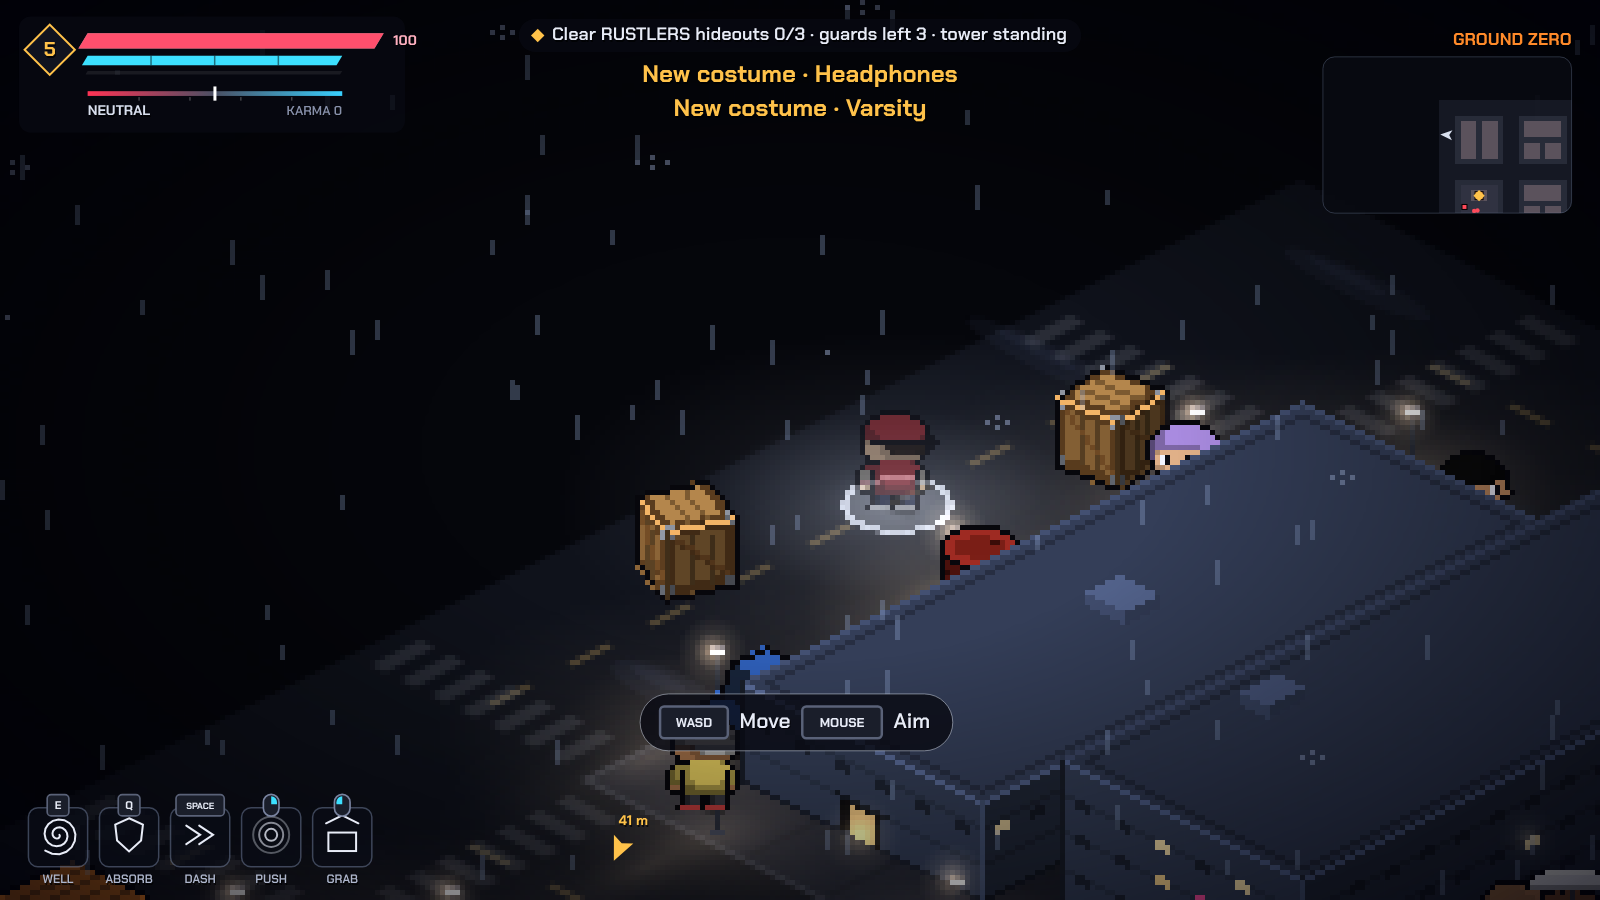 5
100
NEUTRAL
KARMA 0
Clear RUSTLERS hideouts 0/3 · guards left 3 · tower standing
New costume · Headphones
New costume · Varsity
GROUND ZERO
WASD Move MOUSE Aim
41 m
E
Q
SPACE
WELL
ABSORB
DASH
PUSH
GRAB